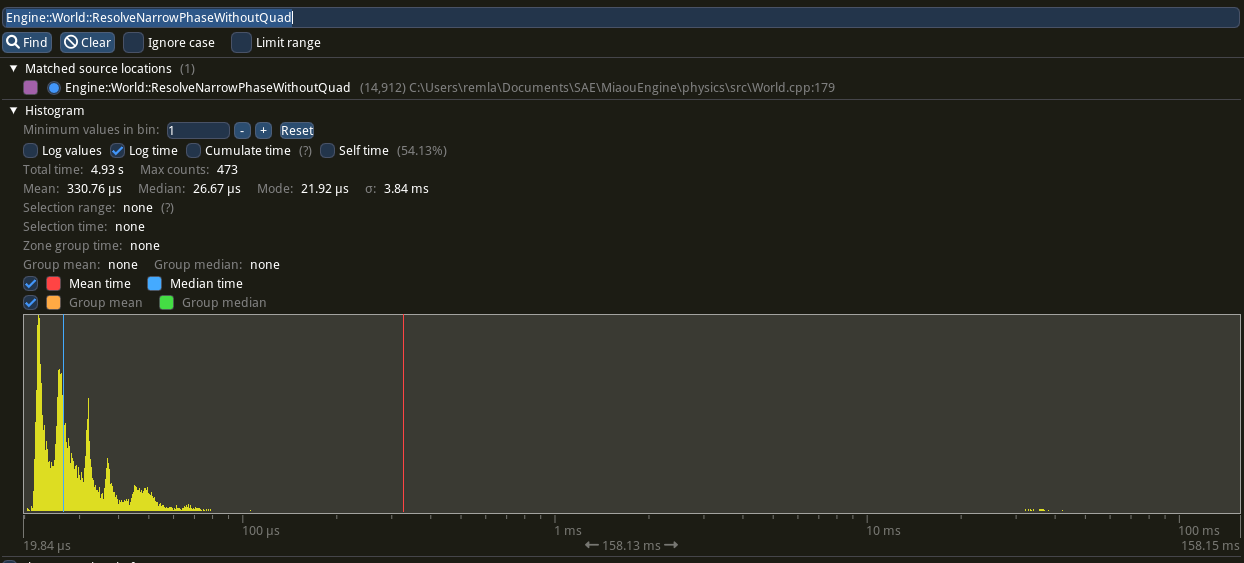 Engine::World::ResolveNarrowPhaseWithoutQuad
Find Clear Ignore case Limit range
Matched source locations (1)
Engine::World::ResolveNarrowPhaseWithoutQuad (14,912) C:\Users\remla\Documents\SAE\MiaouEngine\physics\src\World.cpp:179
Histogram
Minimum values in bin: 1 - + Reset
Log values Log time Cumulate time (?) Self time (54.13%)
Total time: 4.93 s Max counts: 473
Mean: 330.76 µs Median: 26.67 µs Mode: 21.92 µs σ: 3.84 ms
Selection range: none (?)
Selection time: none
Zone group time: none
Group mean: none Group median: none
Mean time Median time
Group mean Group median
100 µs 1 ms 10 ms 100 ms
19.84 µs 158.13 ms 158.15 ms